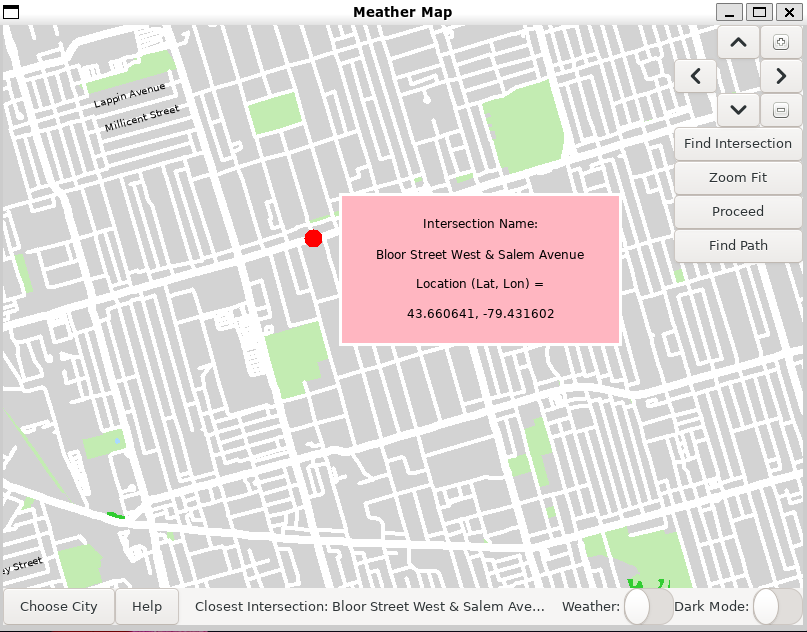 Meather Map
Lappin Avenue
Millicent Street
Find Intersection
Zoom Fit
Proceed
Find Path
Intersection Name:
Bloor Street West & Salem Avenue
Location (Lat, Lon) =
43.660641, -79.431602
ey Street
Choose City
Help
Closest Intersection: Bloor Street West & Salem Ave...
Weather:
Dark Mode: